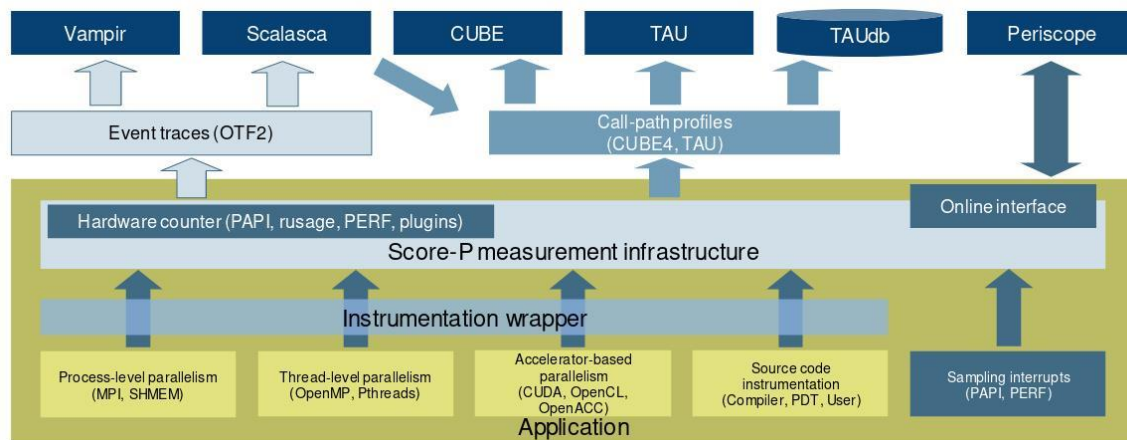 Vampir
Scalasca
CUBE
TAU
TAUdb
Periscope
Event traces (OTF2)
Call-path profiles
(CUBE4, TAU)
Online interface
Hardware counter (PAPI, rusage, PERF, plugins)
Score-P measurement infrastructure
Instrumentation wrapper
Process-level parallelism
(MPI, SHMEM)
Thread-level parallelism
(OpenMP, Pthreads)
Accelerator-based
parallelism
(CUDA, OpenCL,
OpenACC)
Source code
instrumentation
(Compiler, PDT, User)
Sampling interrupts
(PAPI, PERF)
Application